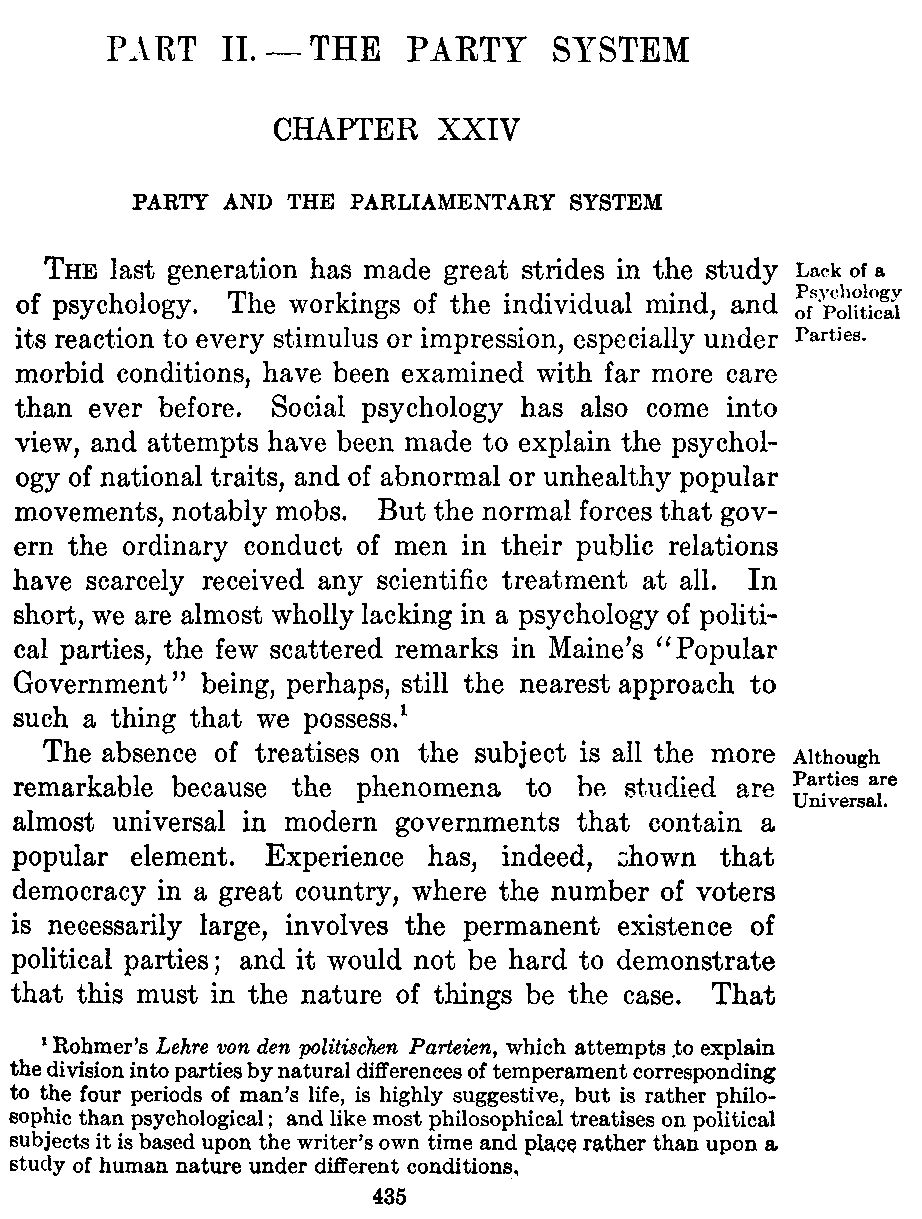 PART II. — THE PARTY SYSTEM
CHAPTER XXIV
PARTY AND THE PARLIAMENTARY SYSTEM
THE last generation has made great strides in the study
of psychology. The workings of the individual mind, and
its reaction to every stimulus or impression, especially under
morbid conditions, have been examined with far more care
than ever before. Social psychology has also come into
view, and attempts have been made to explain the psychol-
ogy of national traits, and of abnormal or unhealthy popular
movements, notably mobs. But the normal forces that gov-
ern the ordinary conduct of men in their public relations
have scarcely received any scientific treatment at all. In
short, we are almost wholly lacking in a psychology of politi-
cal parties, the few scattered remarks in Maine's "Popular
Government" being, perhaps, still the nearest approach to
such a thing that we possess.¹
Lack of a
Psychology
of Political
Parties.
The absence of treatises on the subject is all the more
remarkable because the phenomena to be studied are
almost universal in modern governments that contain a
popular element. Experience has, indeed, shown that
democracy in a great country, where the number of voters
is necessarily large, involves the permanent existence of
political parties; and it would not be hard to demonstrate
that this must in the nature of things be the case. That
Although
Parties are
Universal.
¹ Rohmer's Lehre von den politischen Parteien, which attempts to explain
the division into parties by natural differences of temperament corresponding
to the four periods of man's life, is highly suggestive, but is rather philo-
sophic than psychological; and like most philosophical treatises on political
subjects it is based upon the writer's own time and place rather than upon a
study of human nature under different conditions.
435